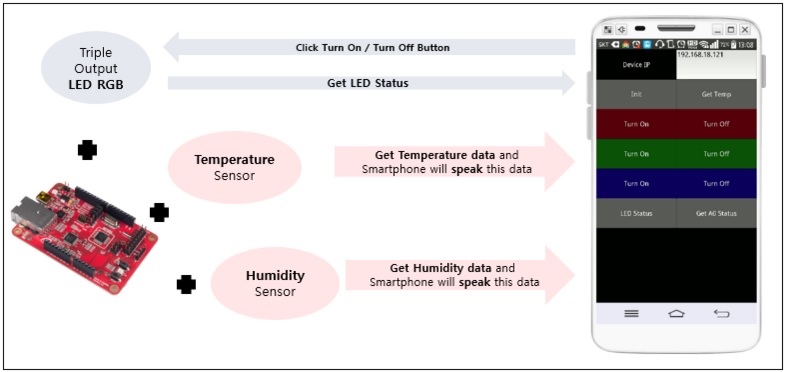 Triple
Output
LED RGB
Click Turn On / Turn Off Button
Get LED Status
Temperature
Sensor
Get Temperature data and
Smartphone will speak this data
Humidity
Sensor
Get Humidity data and
Smartphone will speak this data
SKT 71% 13:08
Device IP
192.168.18.121
Init Get Temp
Turn On Turn Off
Turn On Turn Off
Turn On Turn Off
LED Status Get A0 Status